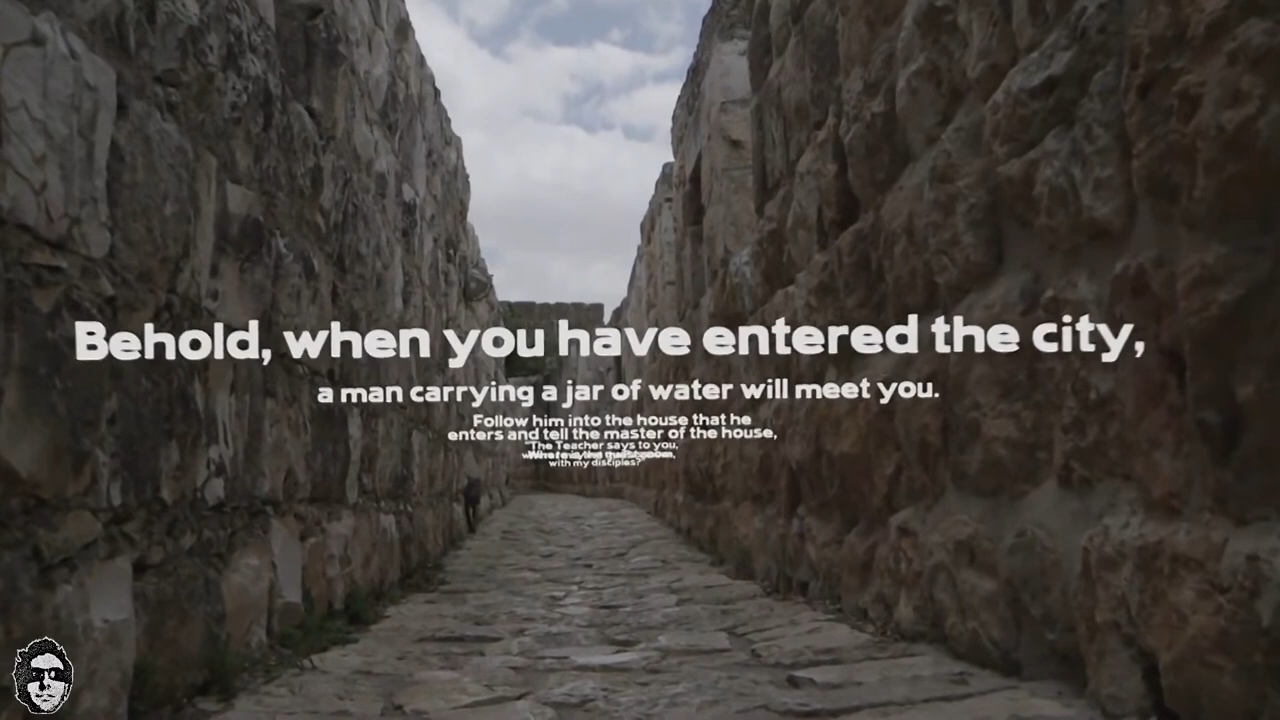 Behold, when you have entered the city,
a man carrying a jar of water will meet you.
Follow him into the house that he
enters and tell the master of the house,
"The Teacher says to you,
with my disciples?"